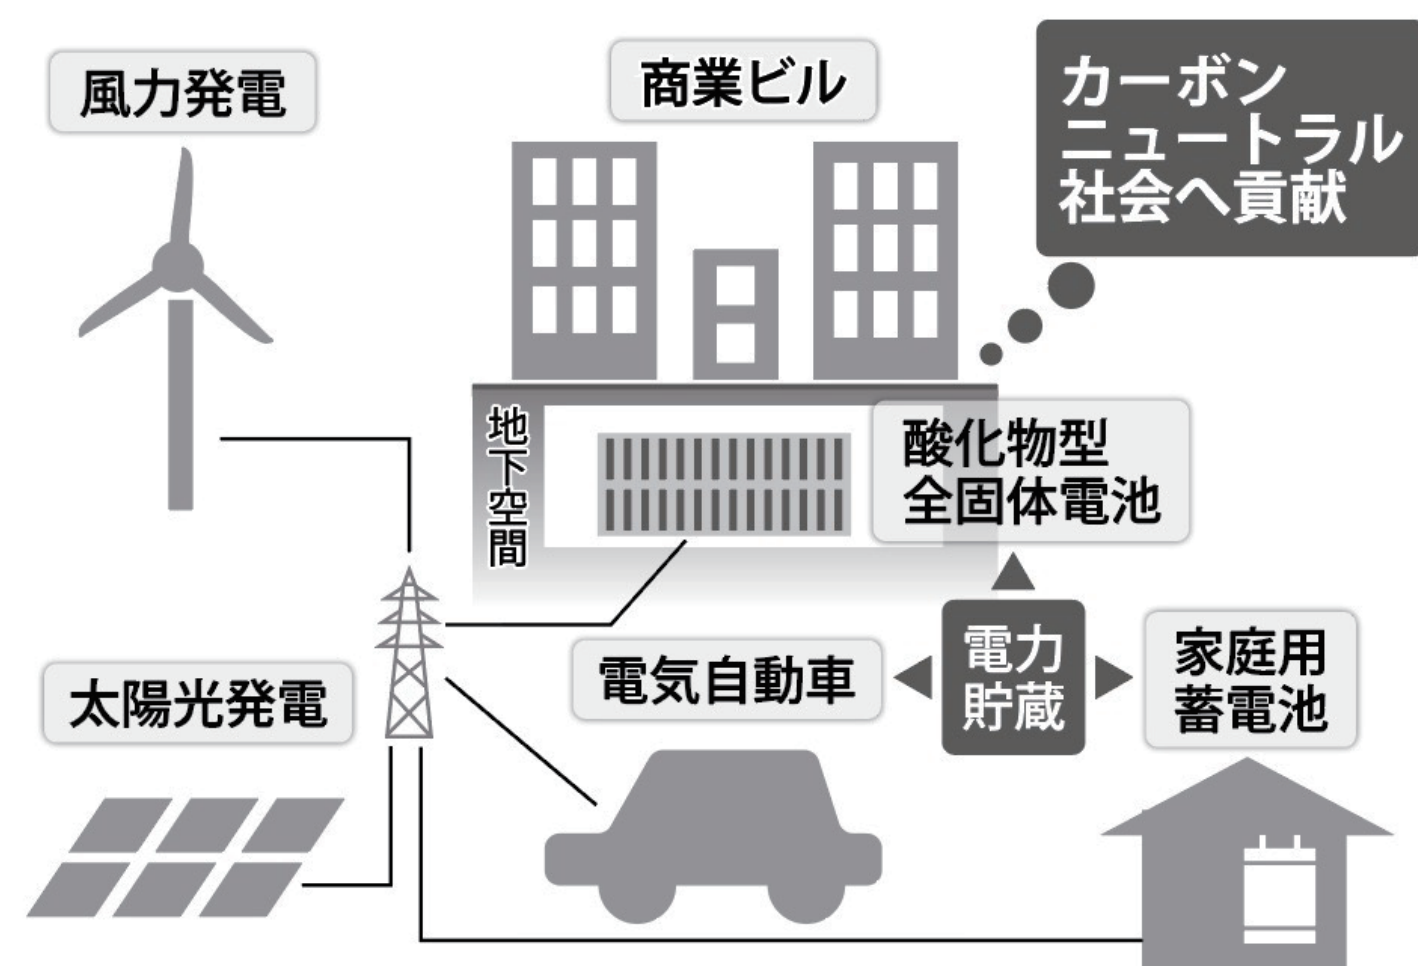 風力発電
商業ビル
カーボン
ニュートラル
社会へ貢献
地下空間
酸化物型
全固体電池
太陽光発電
電気自動車
電力
貯蔵
家庭用
蓄電池